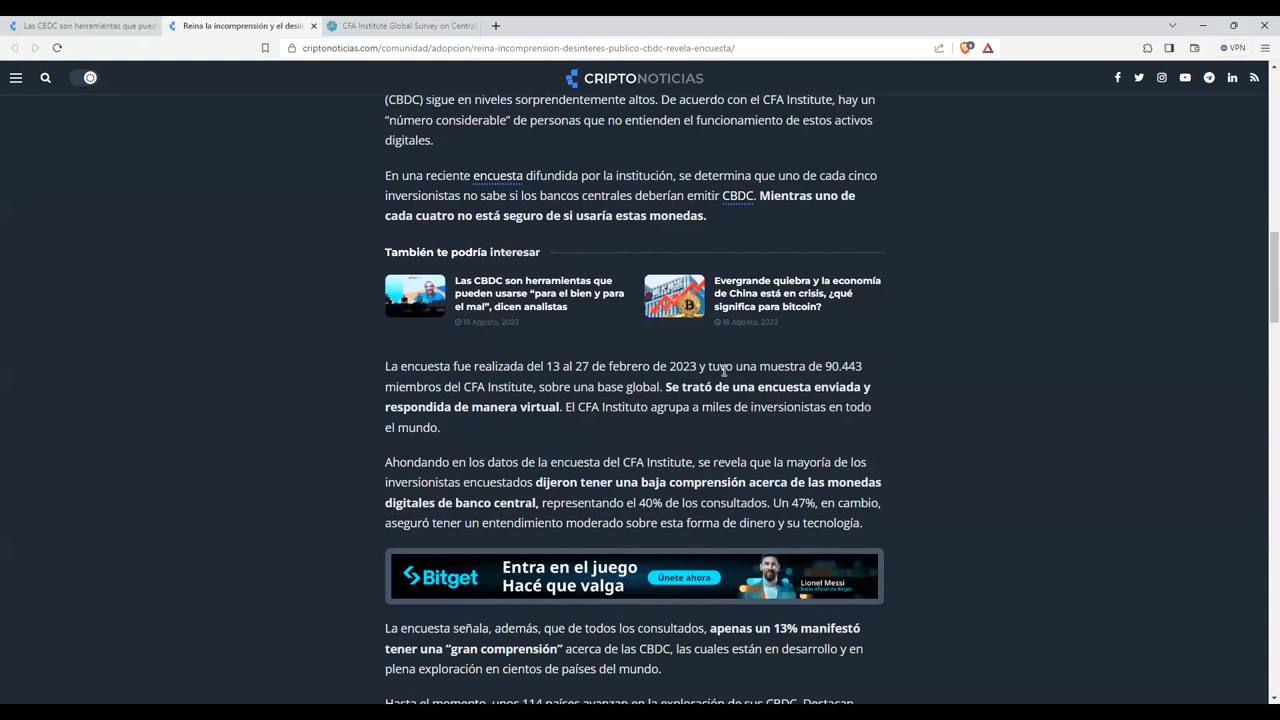 Las CBDC son herramientas que pued
Reina la incomprensión y el desin
CFA Institute Global Survey on Centra
criptonoticias.com/comunidad/adopcion/reina-incomprension-desinteres-publico-cbdc-revela-encuesta/
VPN
CRIPTONOTICIAS
(CBDC) sigue en niveles sorprendentemente altos. De acuerdo con el CFA Institute, hay un
“número considerable” de personas que no entienden el funcionamiento de estos activos
digitales.
En una reciente encuesta difundida por la institución, se determina que uno de cada cinco
inversionistas no sabe si los bancos centrales deberían emitir CBDC. Mientras uno de
cada cuatro no está seguro de si usaría estas monedas.
También te podría interesar
Las CBDC son herramientas que
pueden usarse “para el bien y para
el mal”, dicen analistas
18 Agosto, 2023
Evergrande quiebra y la economía
de China está en crisis, ¿qué
significa para bitcoin?
18 Agosto, 2023
La encuesta fue realizada del 13 al 27 de febrero de 2023 y tuvo una muestra de 90.443
miembros del CFA Institute, sobre una base global. Se trató de una encuesta enviada y
respondida de manera virtual. El CFA Instituto agrupa a miles de inversionistas en todo
el mundo.
Ahondando en los datos de la encuesta del CFA Institute, se revela que la mayoría de los
inversionistas encuestados dijeron tener una baja comprensión acerca de las monedas
digitales de banco central, representando el 40% de los consultados. Un 47%, en cambio,
aseguró tener un entendimiento moderado sobre esta forma de dinero y su tecnología.
Bitget
Entra en el juego
Hacé que valga
Únete ahora
Lionel Messi
Socio oficial de Bitget
La encuesta señala, además, que de todos los consultados, apenas un 13% manifestó
tener una “gran comprensión” acerca de las CBDC, las cuales están en desarrollo y en
plena exploración en cientos de países del mundo.
Hasta el momento, unos 114 países avanzan en la exploración de sus CBDC. Destacan